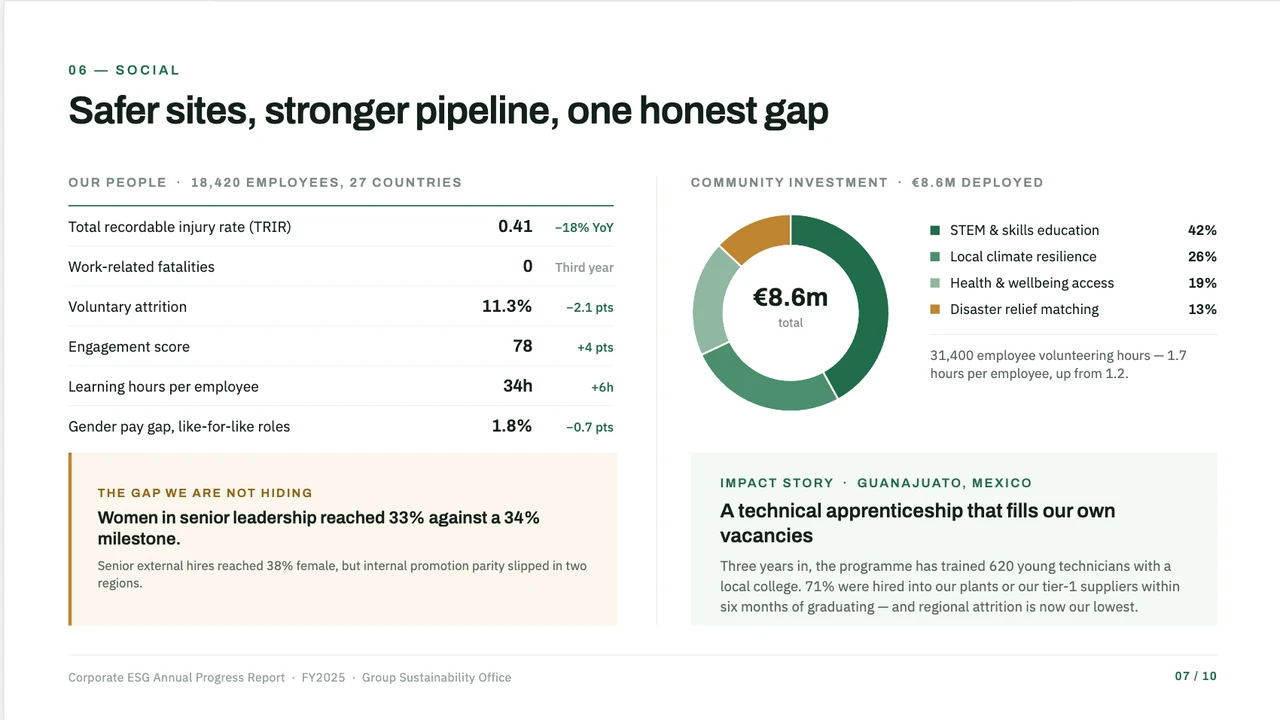 06 — SOCIAL
Safer sites, stronger pipeline, one honest gap
OUR PEOPLE · 18,420 EMPLOYEES, 27 COUNTRIES
Total recordable injury rate (TRIR) 0.41 −18% YoY
Work-related fatalities 0 Third year
Voluntary attrition 11.3% −2.1 pts
Engagement score 78 +4 pts
Learning hours per employee 34h +6h
Gender pay gap, like-for-like roles 1.8% −0.7 pts
THE GAP WE ARE NOT HIDING
Women in senior leadership reached 33% against a 34%
milestone.
Senior external hires reached 38% female, but internal promotion parity slipped in two
regions.
COMMUNITY INVESTMENT · €8.6M DEPLOYED
€8.6m
total
STEM & skills education 42%
Local climate resilience 26%
Health & wellbeing access 19%
Disaster relief matching 13%
31,400 employee volunteering hours — 1.7
hours per employee, up from 1.2.
IMPACT STORY · GUANAJUATO, MEXICO
A technical apprenticeship that fills our own
vacancies
Three years in, the programme has trained 620 young technicians with a
local college. 71% were hired into our plants or our tier-1 suppliers within
six months of graduating — and regional attrition is now our lowest.
Corporate ESG Annual Progress Report · FY2025 · Group Sustainability Office
07 / 10